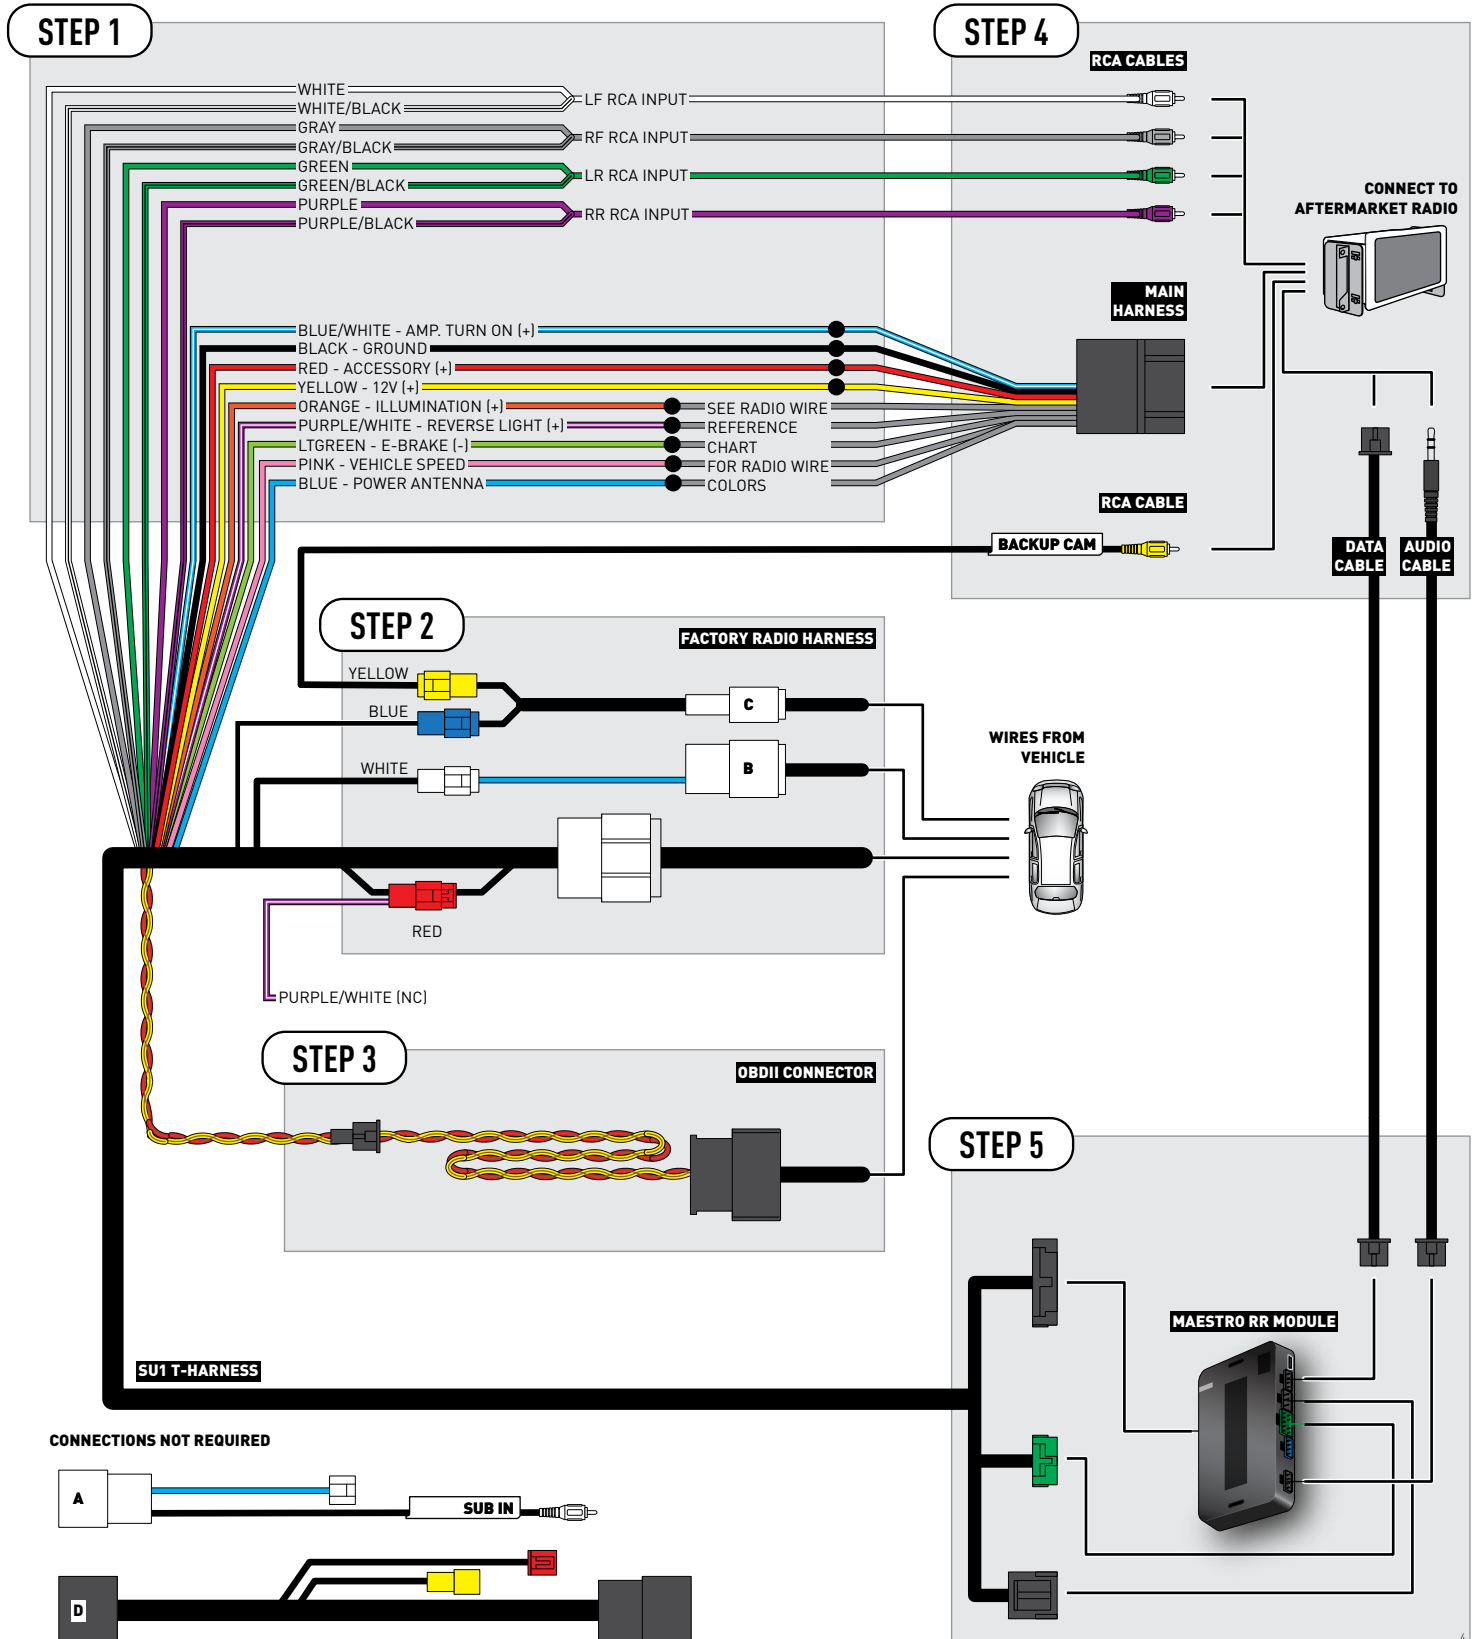 STEP 1
WHITE
WHITE/BLACK
LF RCA INPUT
GRAY
GRAY/BLACK
RF RCA INPUT
GREEN
GREEN/BLACK
LR RCA INPUT
PURPLE
PURPLE/BLACK
RR RCA INPUT
BLUE/WHITE - AMP. TURN ON (+)
BLACK - GROUND
RED - ACCESSORY (+)
YELLOW - 12V (+)
ORANGE - ILLUMINATION (+)
PURPLE/WHITE - REVERSE LIGHT (+)
LTGREEN - E-BRAKE (-)
PINK - VEHICLE SPEED
BLUE - POWER ANTENNA
SEE RADIO WIRE
REFERENCE
CHART
FOR RADIO WIRE
COLORS
STEP 4
RCA CABLES
CONNECT TO
AFTERMARKET RADIO
MAIN
HARNESS
RCA CABLE
BACKUP CAM
DATA
CABLE
AUDIO
CABLE
STEP 2
FACTORY RADIO HARNESS
YELLOW
BLUE
WHITE
C
B
RED
PURPLE/WHITE (NC)
WIRES FROM
VEHICLE
STEP 3
OBDII CONNECTOR
STEP 5
MAESTRO RR MODULE
SU1 T-HARNESS
CONNECTIONS NOT REQUIRED
A
SUB IN
D